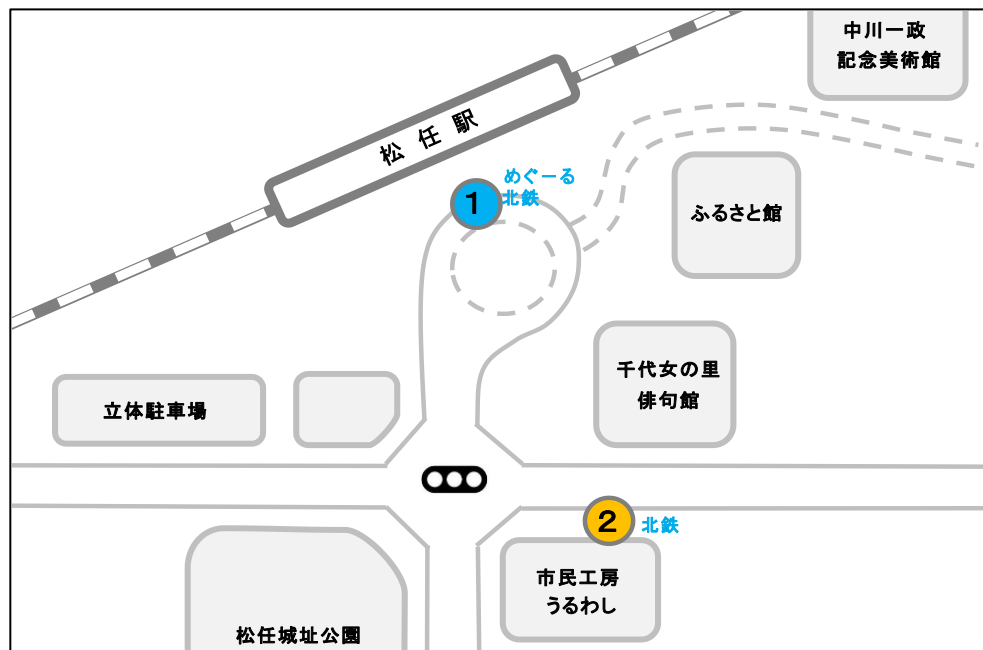 中川一政
記念美術館
松任駅
めぐーる
北鉄
1
ふるさと館
千代女の里
俳句館
立体駐車場
2
北鉄
市民工房
うるわし
松任城址公園